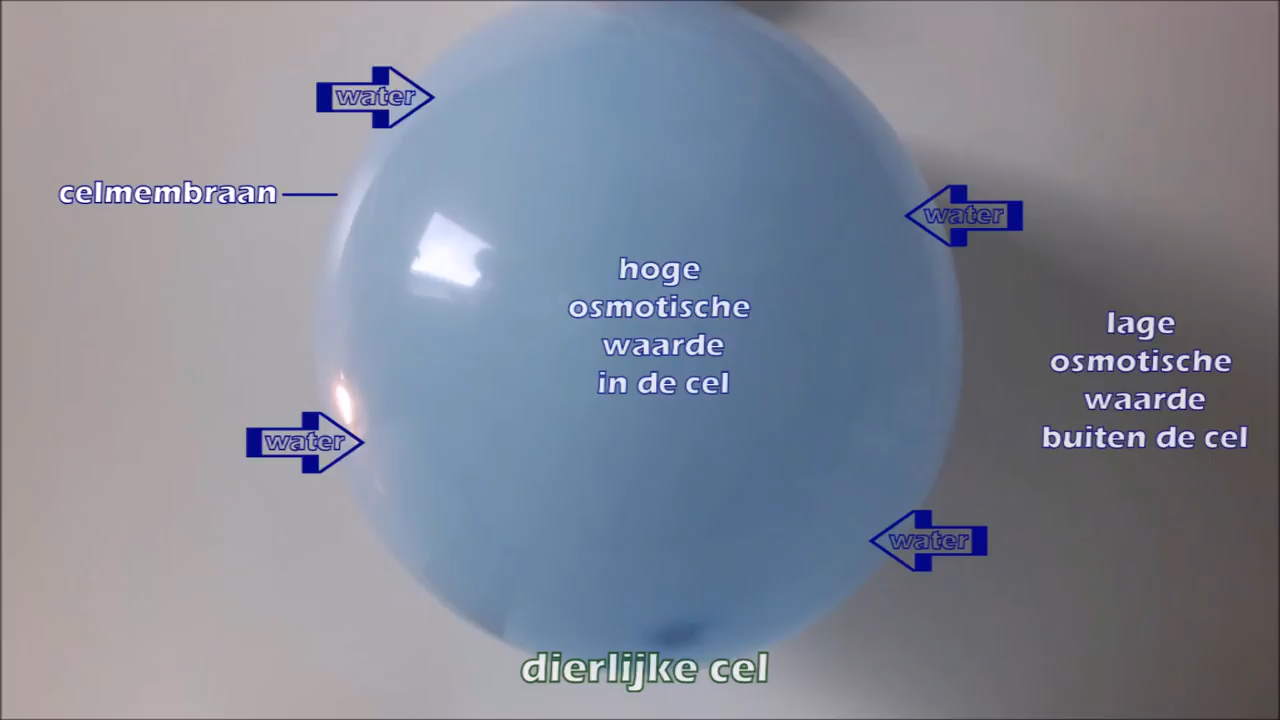 water
celmembraan
water
hoge
osmotische
waarde
in de cel
lage
osmotische
waarde
buiten de cel
water
water
dierlijke cel